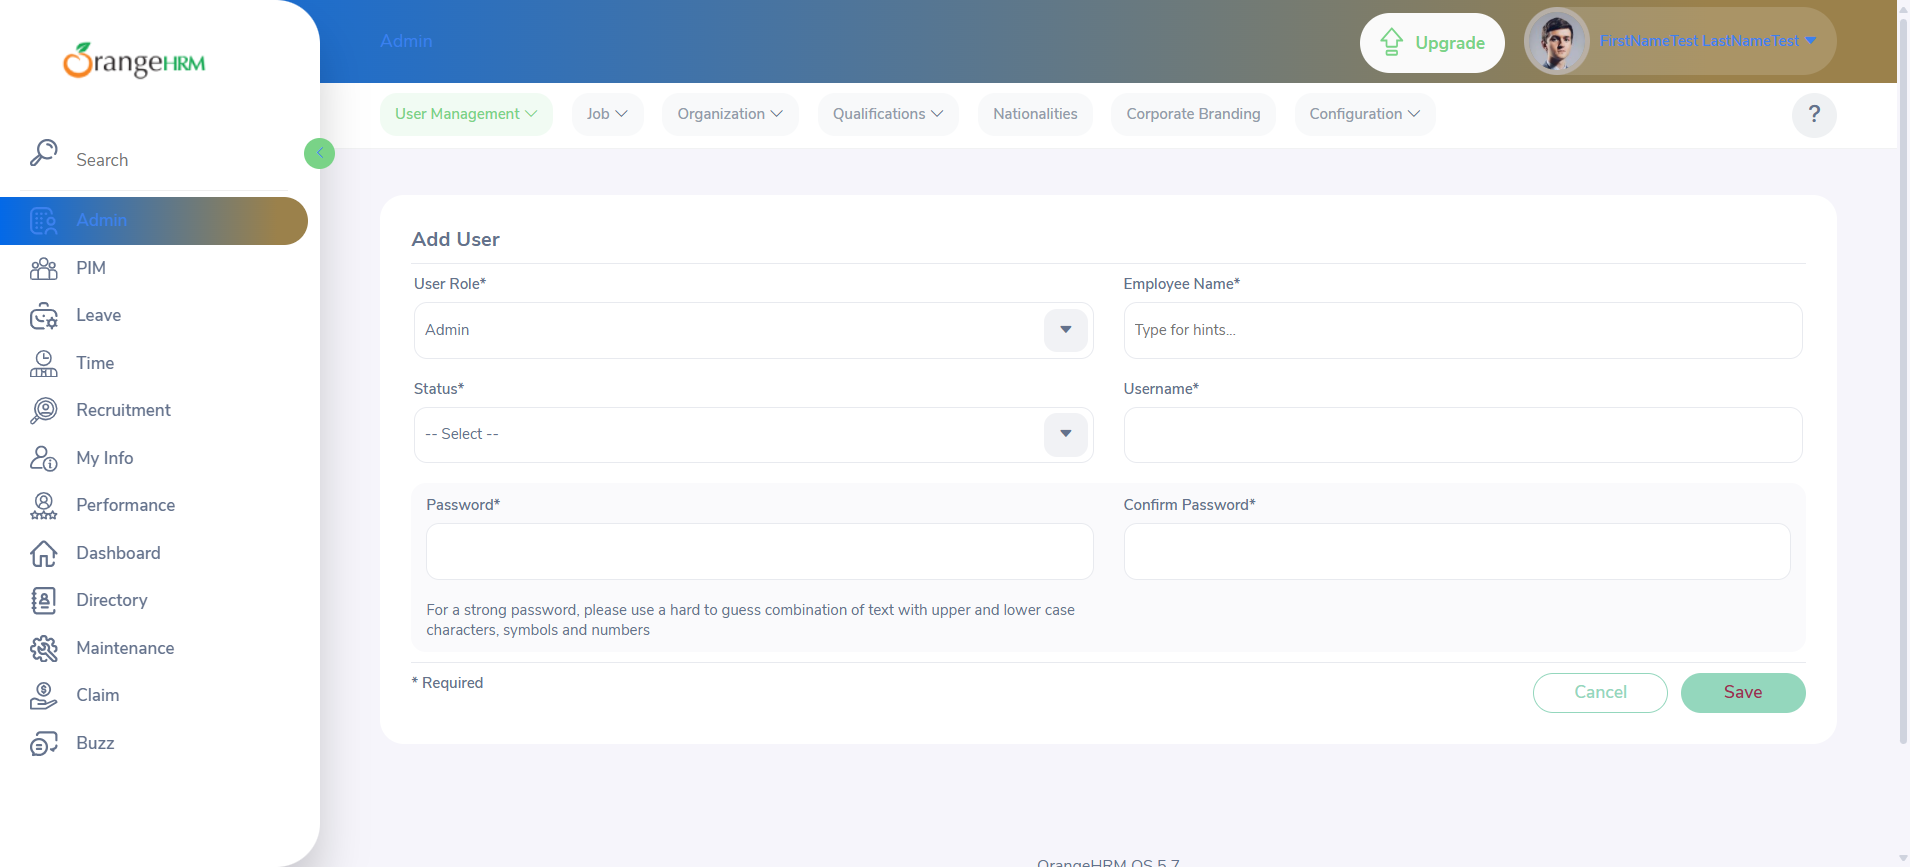 OrangeHRM
Search
Admin
PIM
Leave
Time
Recruitment
My Info
Performance
Dashboard
Directory
Maintenance
Claim
Buzz
Admin
Upgrade
FirstNameTest LastNameTest
User Management
Job
Organization
Qualifications
Nationalities
Corporate Branding
Configuration
?
Add User
User Role*
Admin
Employee Name*
Type for hints...
Status*
-- Select --
Username*
Password*
Confirm Password*
For a strong password, please use a hard to guess combination of text with upper and lower case
characters, symbols and numbers
* Required
Cancel
Save
OrangeHRM OS 5.7